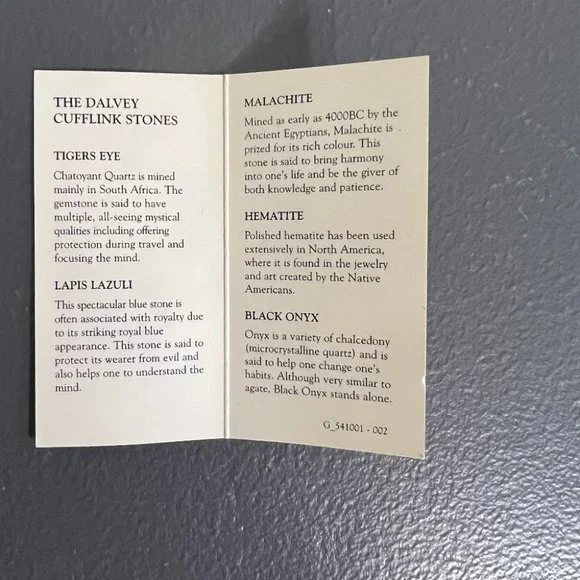 THE DALVEY
CUFFLINK STONES
TIGERS EYE
Chatoyant Quartz is mined
mainly in South Africa. The
gemstone is said to have
multiple, all-seeing mystical
qualities including offering
protection during travel and
focusing the mind.
LAPIS LAZULI
This spectacular blue stone is
often associated with royalty due
to its striking royal blue
appearance. This stone is said to
protect its wearer from evil and
also helps one to understand the
mind.
MALACHITE
Mined as early as 4000BC by the
Ancient Egyptians, Malachite is
prized for its rich colour. This
stone is said to bring harmony
into one's life and be the giver of
both knowledge and patience.
HEMATITE
Polished hematite has been used
extensively in North America,
where it is found in the jewelry
and art created by the Native
Americans.
BLACK ONYX
Onyx is a variety of chalcedony
(microcrystalline quartz) and is
said to help one change one's
habits. Although very similar to
agate, Black Onyx stands alone.
G_541001 - 002